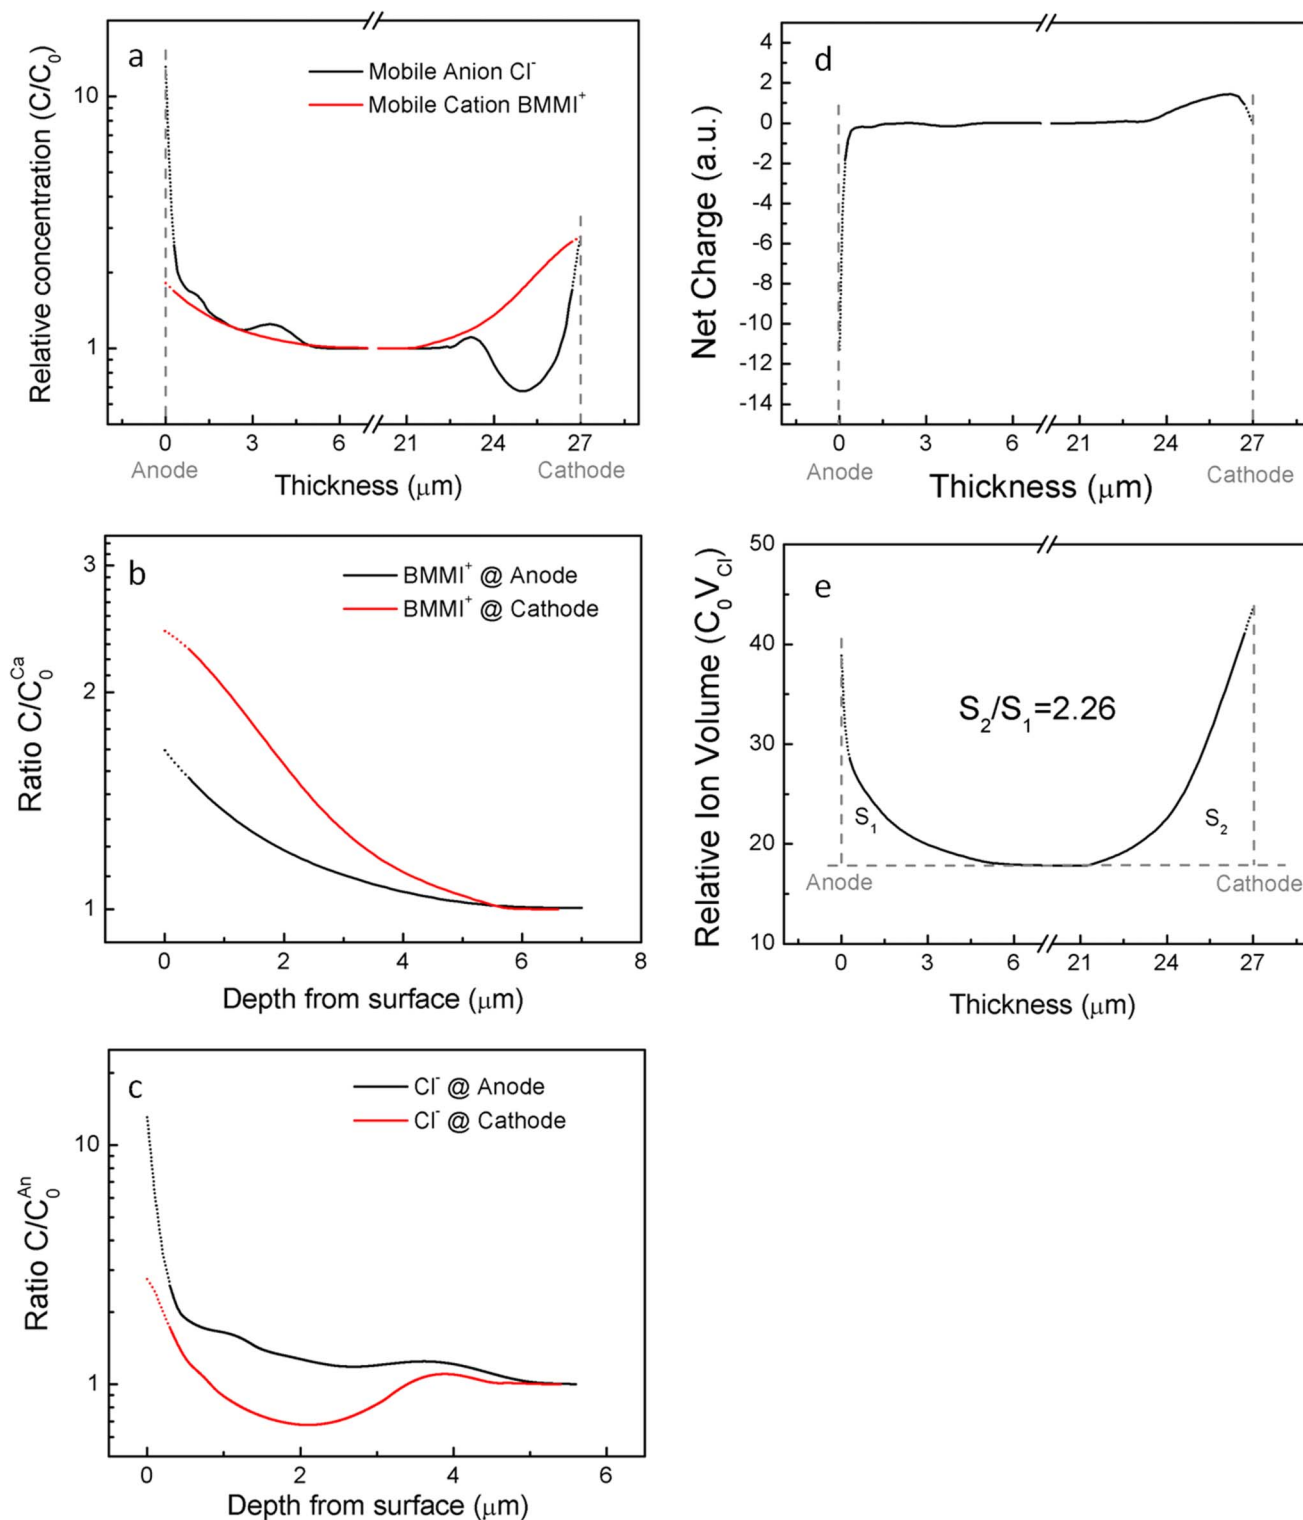 a
Mobile Anion Cl⁻
Mobile Cation BMMI⁺
Relative concentration (C/C₀)
10
1
0 3 6 21 24 27
Anode Cathode
Thickness (μm)
d
Net Charge (a.u.)
4
2
0
-2
-4
-6
-8
-10
-12
-14
0 3 6 21 24 27
Anode Cathode
Thickness (μm)
b
BMMI⁺ @ Anode
BMMI⁺ @ Cathode
Ratio C/C₀^Ca
3
2
1
0 2 4 6 8
Depth from surface (μm)
e
Relative Ion Volume (C₀V_Cl)
50
40
30
20
10
S₂/S₁=2.26
S₁ S₂
Anode Cathode
0 3 6 21 24 27
Thickness (μm)
c
Cl⁻ @ Anode
Cl⁻ @ Cathode
Ratio C/C₀^An
10
1
0 2 4 6
Depth from surface (μm)